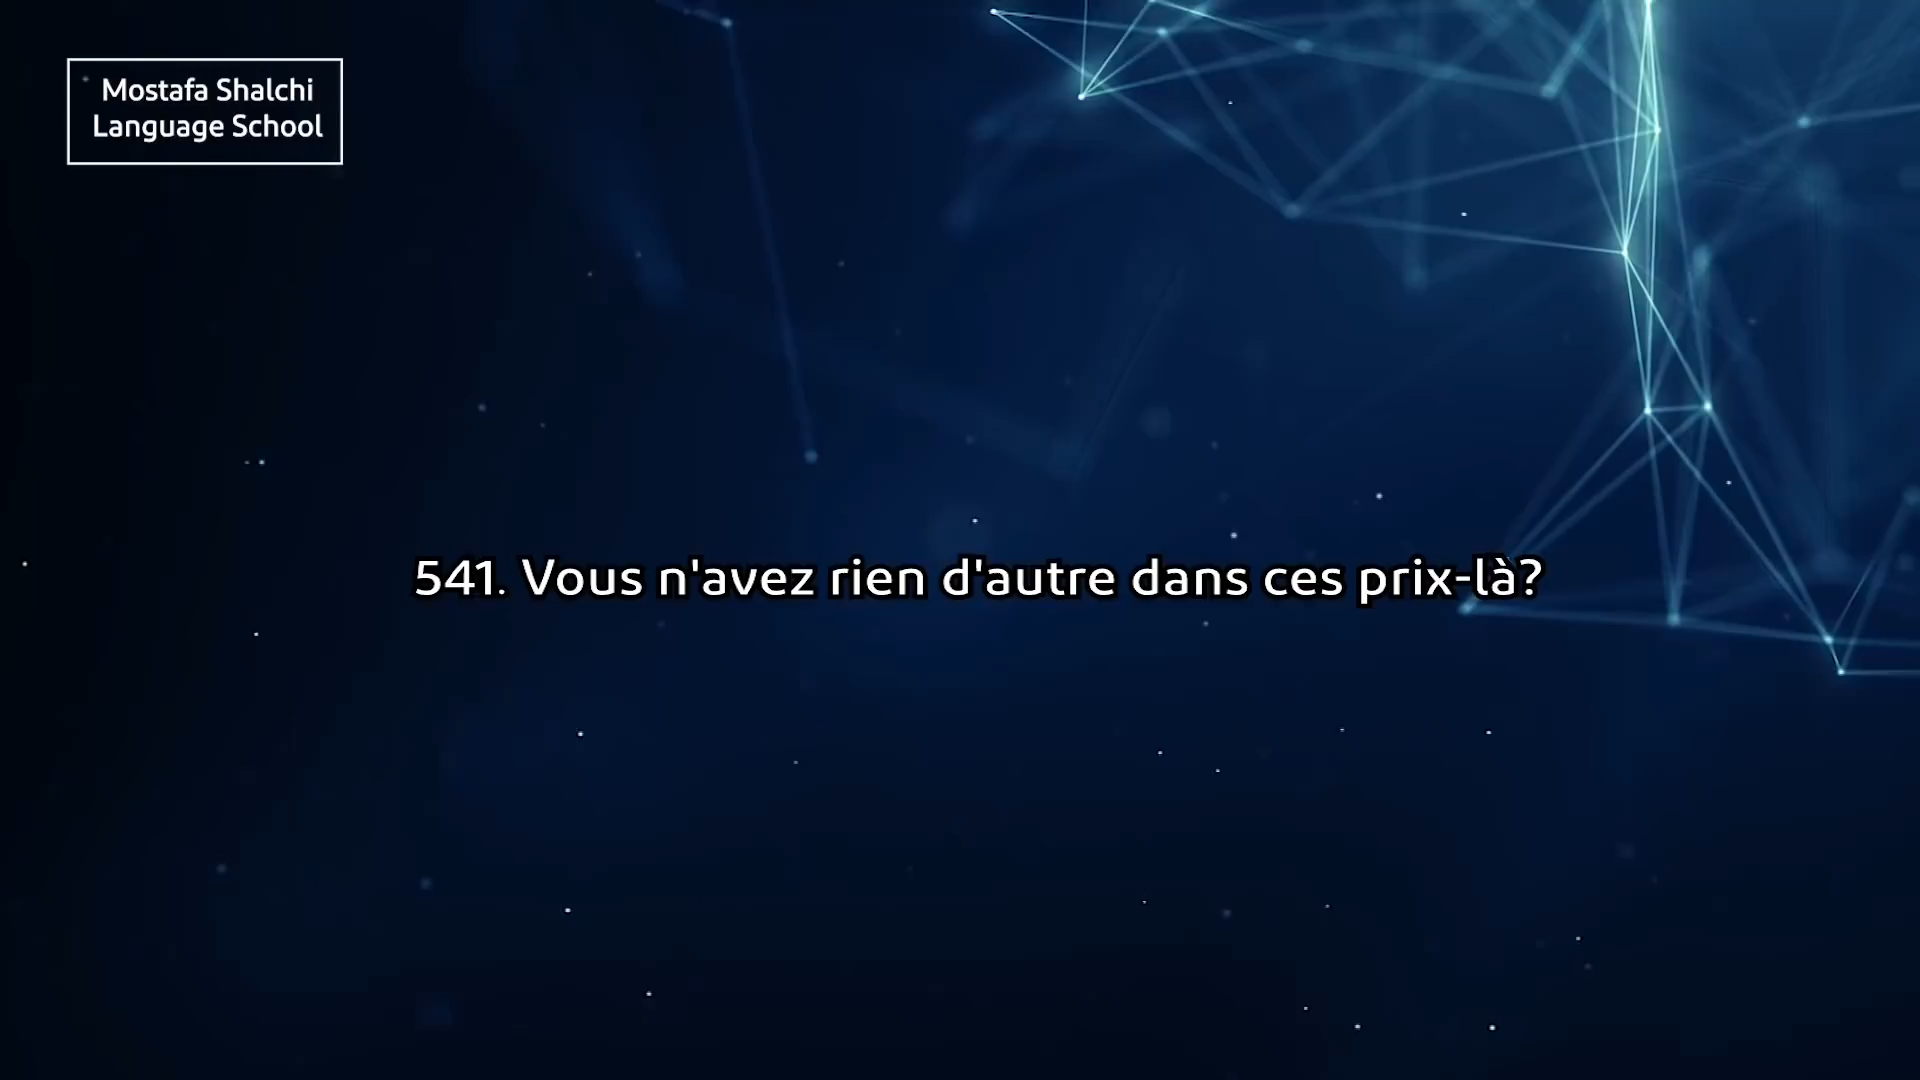 Mostafa Shalchi
Language School
541. Vous n'avez rien d'autre dans ces prix-là?